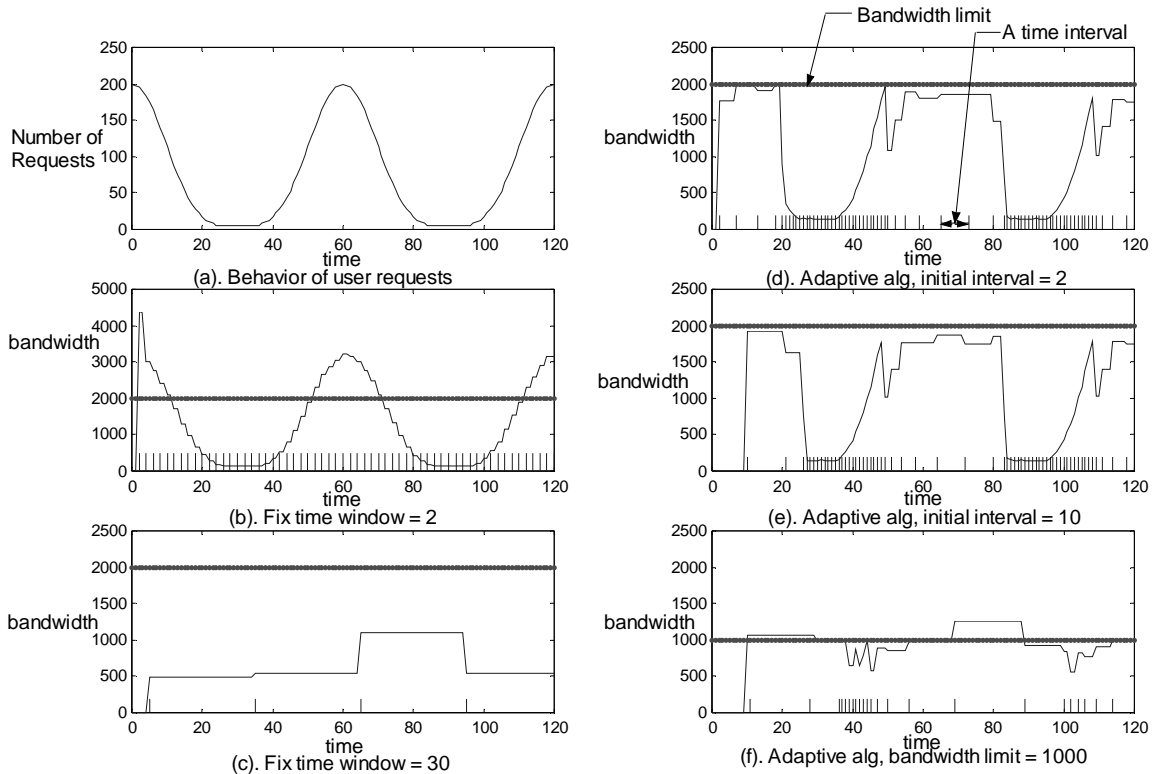 250
200
150
100
50
0
Number of
Requests
0 20 40 60 80 100 120
time
(a). Behavior of user requests
5000
4000
3000
2000
1000
0
bandwidth
0 20 40 60 80 100 120
time
(b). Fix time window = 2
2500
2000
1500
1000
500
0
bandwidth
0 20 40 60 80 100 120
time
(c). Fix time window = 30
Bandwidth limit
A time interval
2500
2000
1500
1000
500
0
bandwidth
0 20 40 60 80 100 120
time
(d). Adaptive alg, initial interval = 2
2500
2000
1500
1000
500
0
bandwidth
0 20 40 60 80 100 120
time
(e). Adaptive alg, initial interval = 10
2500
2000
1500
1000
500
0
bandwidth
0 20 40 60 80 100 120
time
(f). Adaptive alg, bandwidth limit = 1000